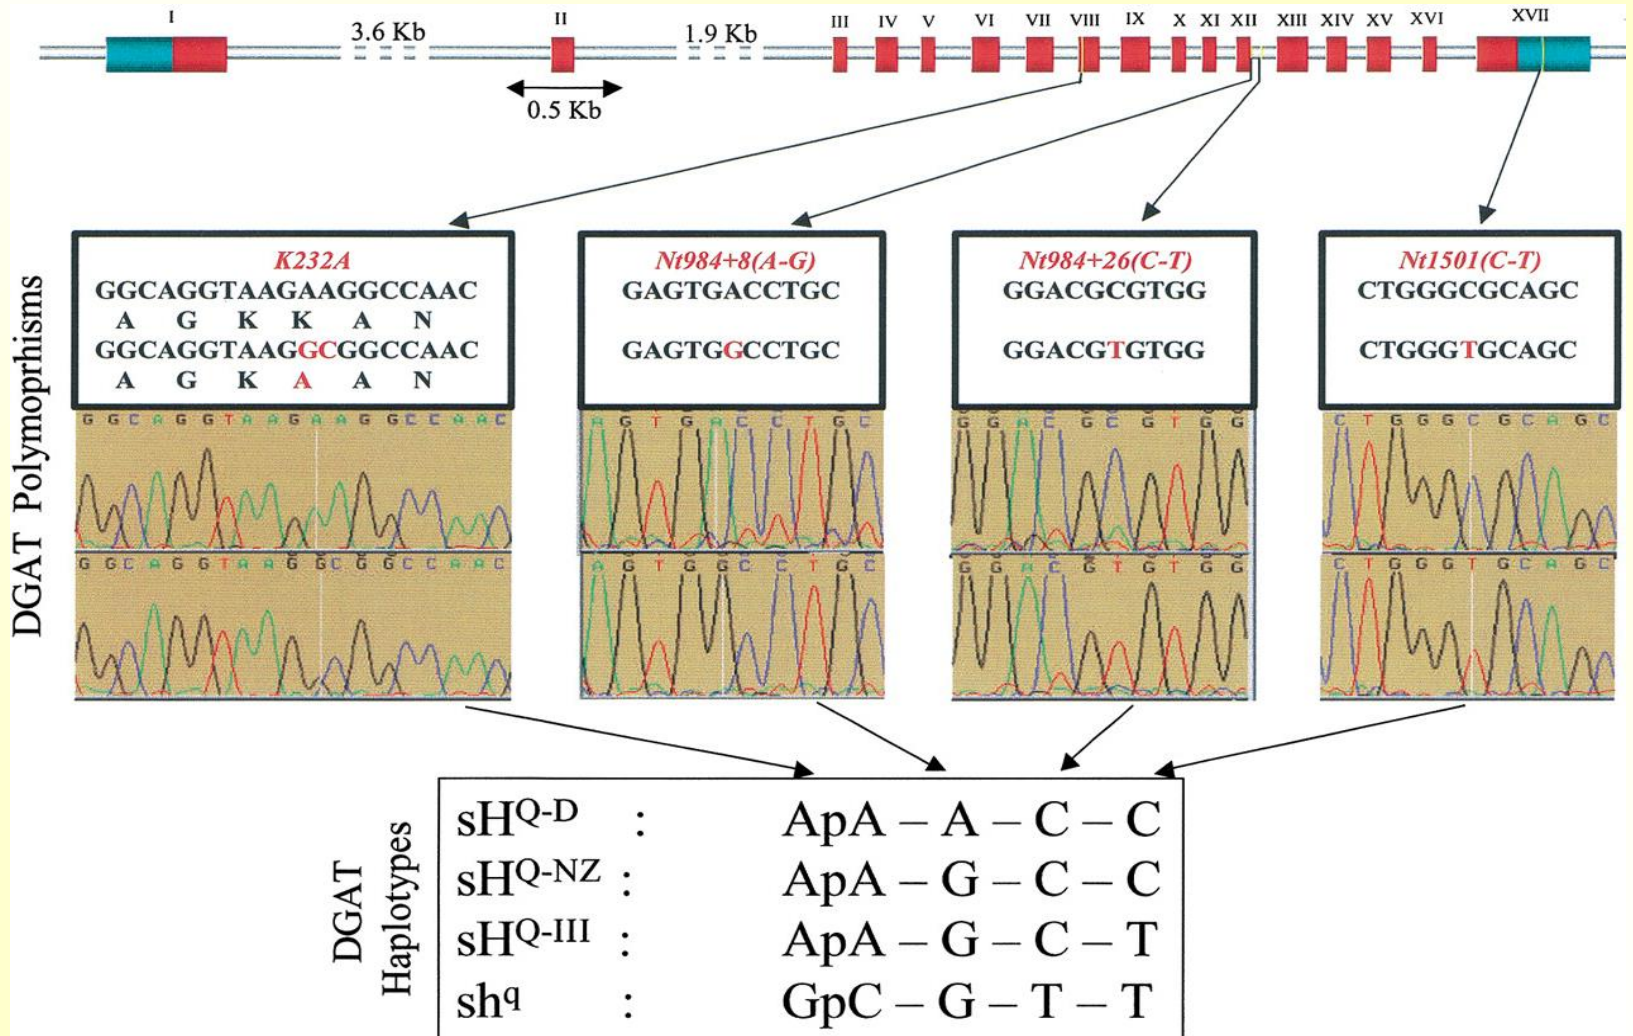 I II III IV V VI VII VIII IX X XI XII XIII XIV XV XVI XVII
3.6 Kb
1.9 Kb
0.5 Kb
DGAT Polymoprhisms
K232A
GGCAGGTAAGAAGGCCAAC
A G K K A N
GGCAGGTAAGGCGGCCAAC
A G K A A N
Nt984+8(A-G)
GAGTGACCTGC
GAGTGGCCTGC
Nt984+26(C-T)
GGACGCGTGG
GGACGTGTGG
Nt1501(C-T)
CTGGGCGCAGC
CTGGGTGCAGC
G G C A G G T A A G A A G G C C A A C
G G C A G G T A A G G C G G C C A A C
A G T G A C C T G C
A G T G G C C T G C
G G A C G C G T G G
G G A C G T G T G G
C T G G G C G C A G C
C T G G G T G C A G C
DGAT
Haplotypes
sHQ-D : ApA – A – C – C
sHQ-NZ : ApA – G – C – C
sHQ-III : ApA – G – C – T
shq : GpC – G – T – T